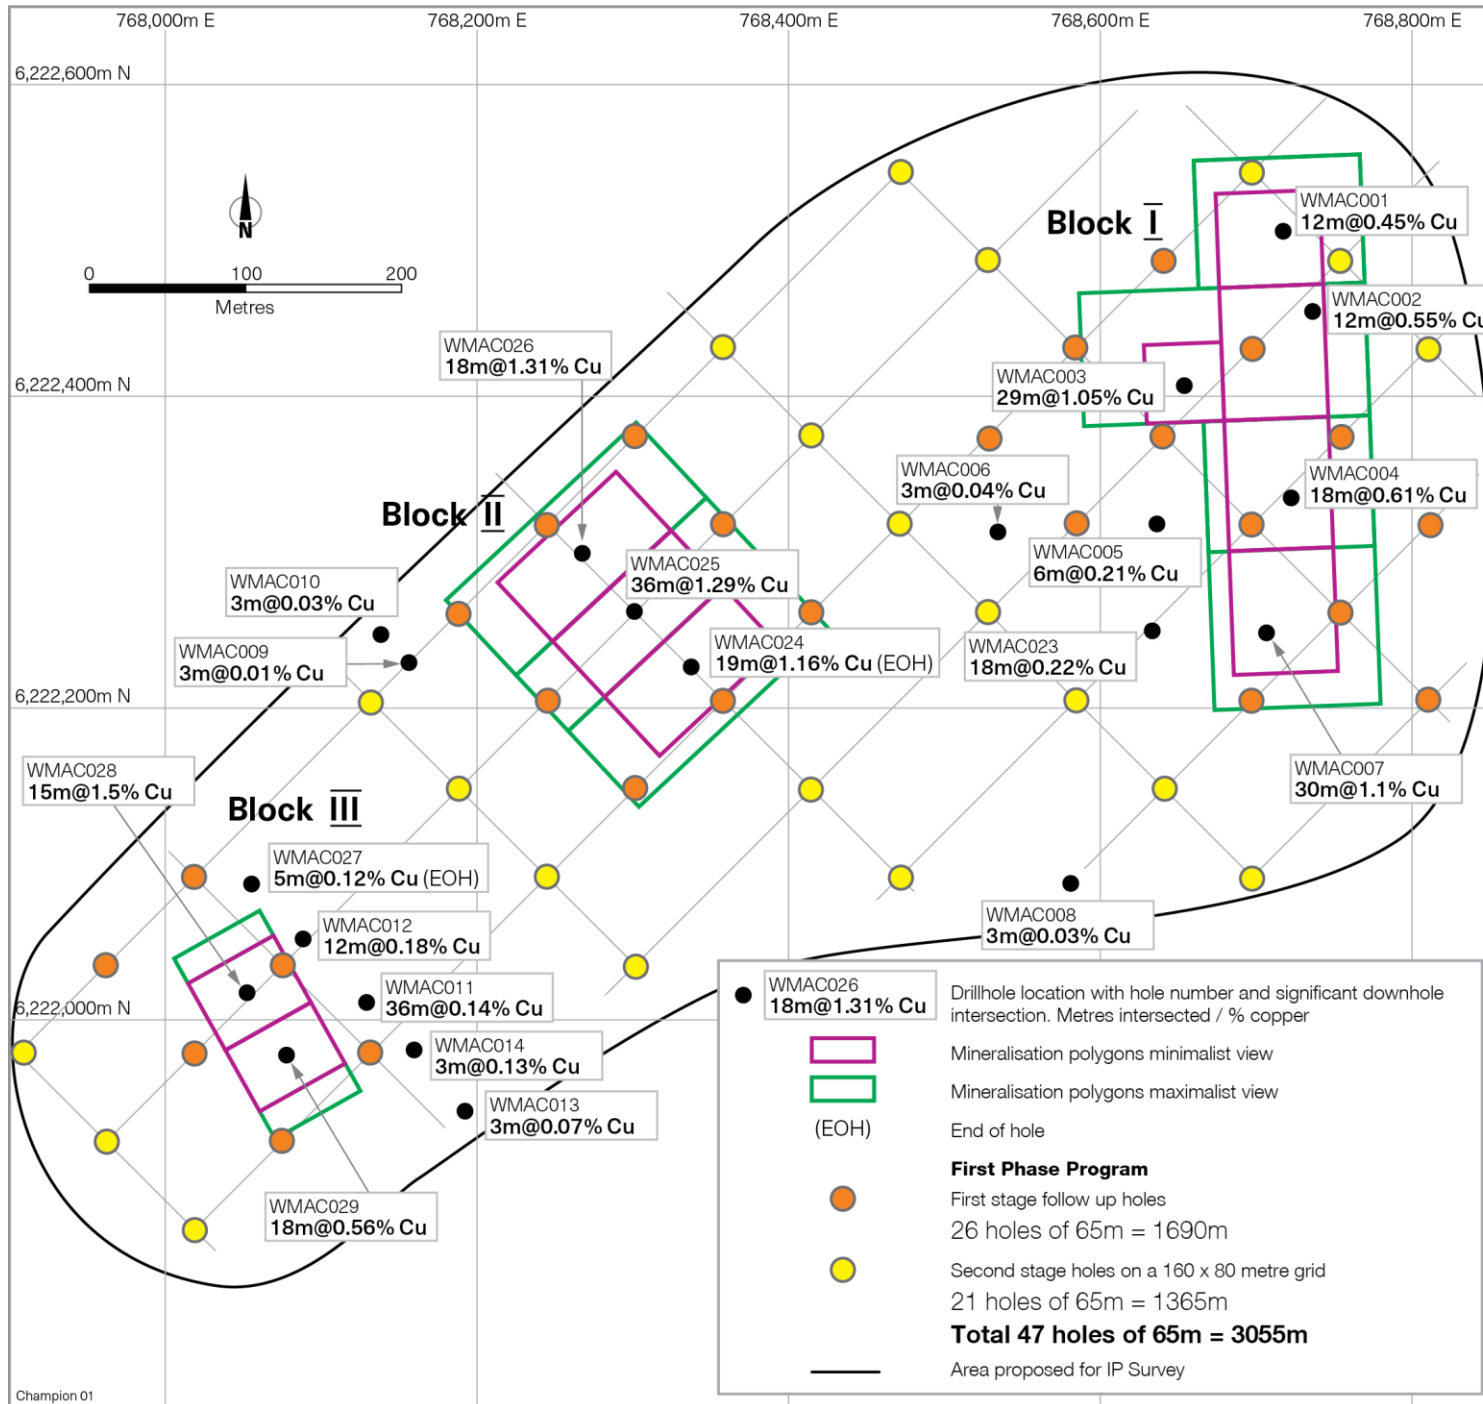 768,000m E
768,200m E
768,400m E
768,600m E
768,800m E
6,222,600m N
N
0 100 200
Metres
Block I
WMAC001
12m@0.45% Cu
WMAC002
12m@0.55% Cu
WMAC026
18m@1.31% Cu
6,222,400m N
WMAC003
29m@1.05% Cu
WMAC006
3m@0.04% Cu
WMAC004
18m@0.61% Cu
Block II
WMAC005
6m@0.21% Cu
WMAC025
36m@1.29% Cu
WMAC010
3m@0.03% Cu
WMAC024
19m@1.16% Cu (EOH)
WMAC023
18m@0.22% Cu
WMAC009
3m@0.01% Cu
6,222,200m N
WMAC028
15m@1.5% Cu
WMAC007
30m@1.1% Cu
Block III
WMAC027
5m@0.12% Cu (EOH)
WMAC012
12m@0.18% Cu
WMAC008
3m@0.03% Cu
WMAC011
36m@0.14% Cu
6,222,000m N
WMAC014
3m@0.13% Cu
WMAC013
3m@0.07% Cu
WMAC029
18m@0.56% Cu
WMAC026
18m@1.31% Cu
Drillhole location with hole number and significant downhole
intersection. Metres intersected / % copper
Mineralisation polygons minimalist view
Mineralisation polygons maximalist view
(EOH) End of hole
First Phase Program
First stage follow up holes
26 holes of 65m = 1690m
Second stage holes on a 160 x 80 metre grid
21 holes of 65m = 1365m
Total 47 holes of 65m = 3055m
Area proposed for IP Survey
Champion 01